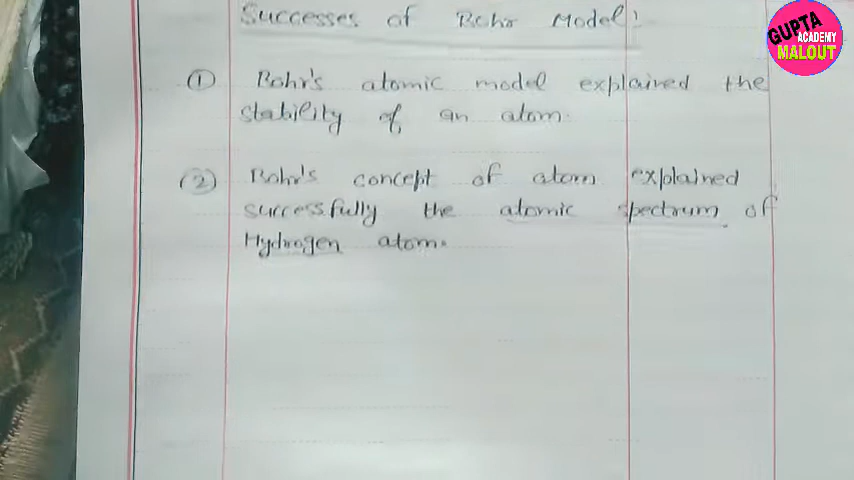 Successes of Bohr Model:
GUPTA
ACADEMY
MALOUT
(1) Bohr's atomic model explained the
stability of an atom.
(2) Bohr's concept of atom explained
successfully the atomic spectrum of
Hydrogen atom.